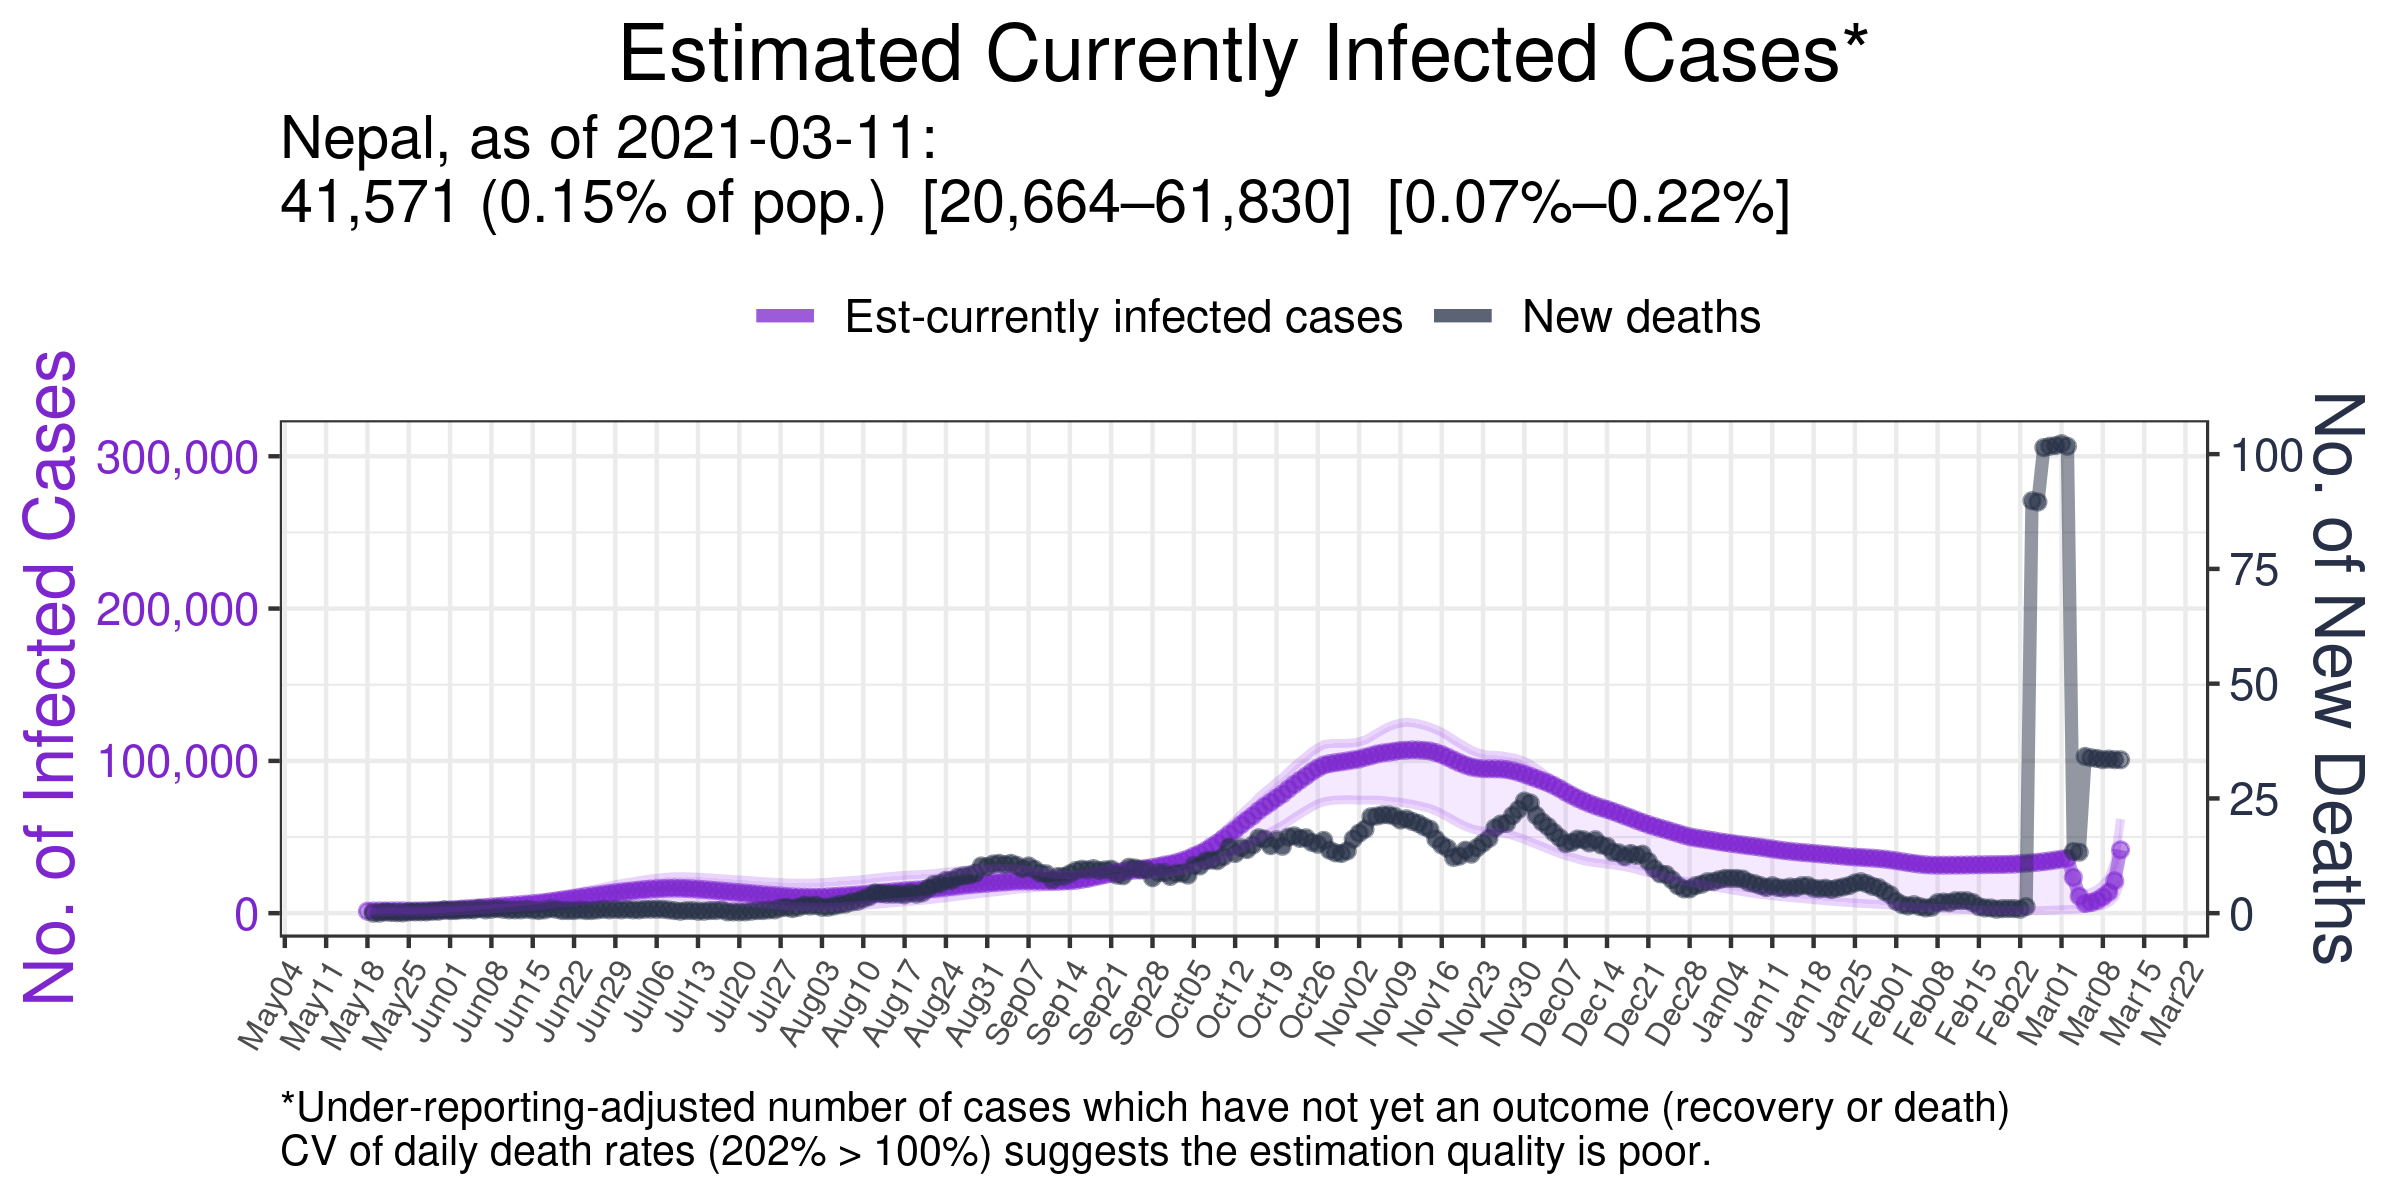 Estimated Currently Infected Cases*
Nepal, as of 2021-03-11:
41,571 (0.15% of pop.)  [20,664–61,830]  [0.07%–0.22%]
Est-currently infected cases
New deaths
No. of Infected Cases
300,000
200,000
100,000
0
100
75
50
25
0
No. of New Deaths
May04
May11
May18
May25
Jun01
Jun08
Jun15
Jun22
Jun29
Jul06
Jul13
Jul20
Jul27
Aug03
Aug10
Aug17
Aug24
Aug31
Sep07
Sep14
Sep21
Sep28
Oct05
Oct12
Oct19
Oct26
Nov02
Nov09
Nov16
Nov23
Nov30
Dec07
Dec14
Dec21
Dec28
Jan04
Jan11
Jan18
Jan25
Feb01
Feb08
Feb15
Feb22
Mar01
Mar08
Mar15
Mar22
*Under-reporting-adjusted number of cases which have not yet an outcome (recovery or death)
CV of daily death rates (202% > 100%) suggests the estimation quality is poor.